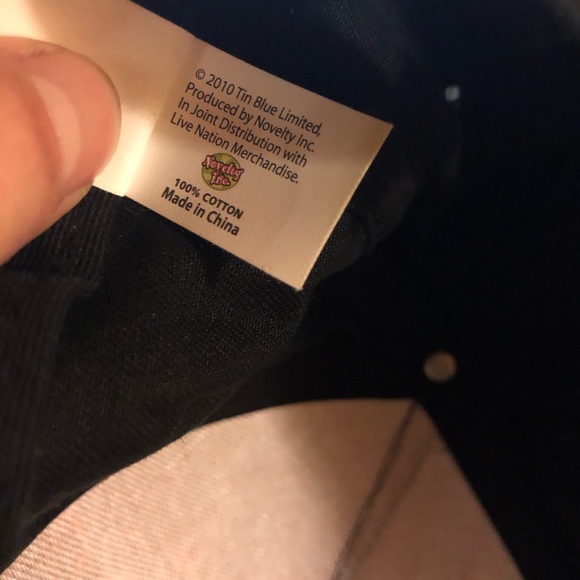 © 2010 Tin Blue Limited,
Produced by Novelty Inc.
In Joint Distribution with
Live Nation Merchandise.
Novelty
Inc.
100% COTTON
Made in China